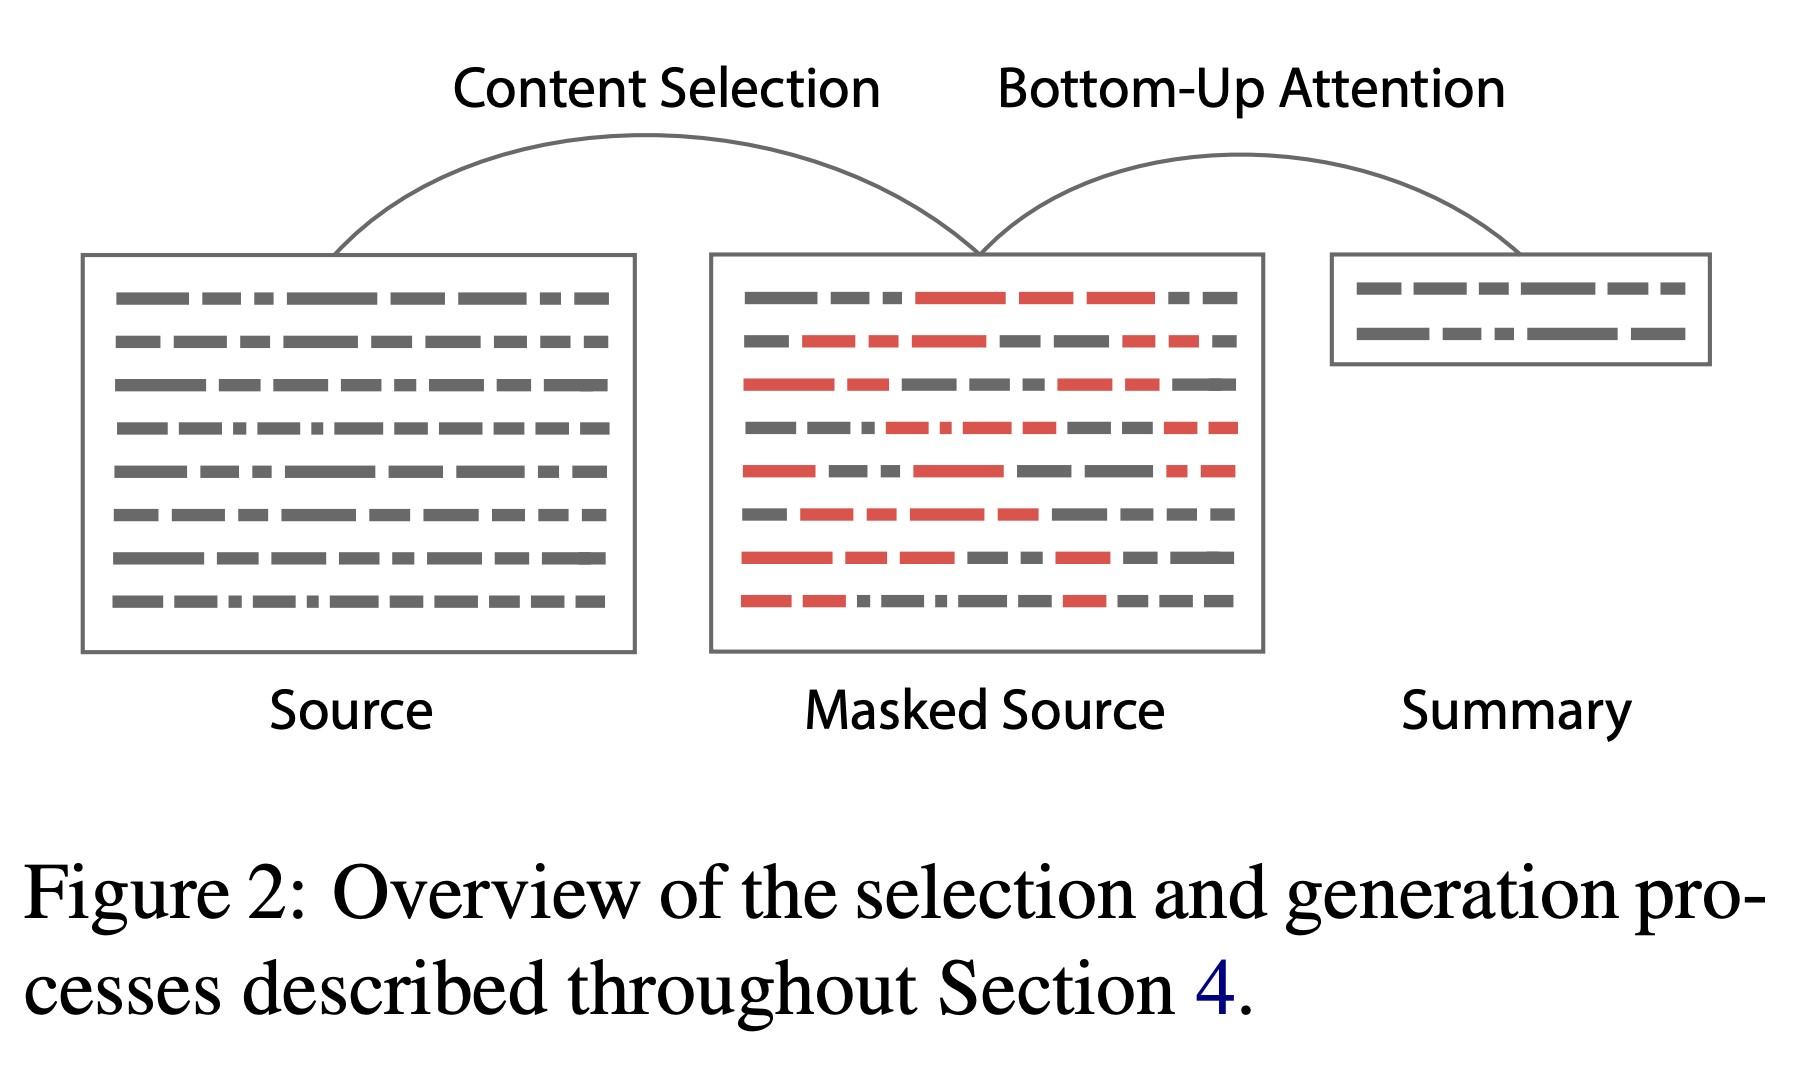 Content Selection
Bottom-Up Attention
Source
Masked Source
Summary
Figure 2: Overview of the selection and generation pro-
cesses described throughout Section 4.